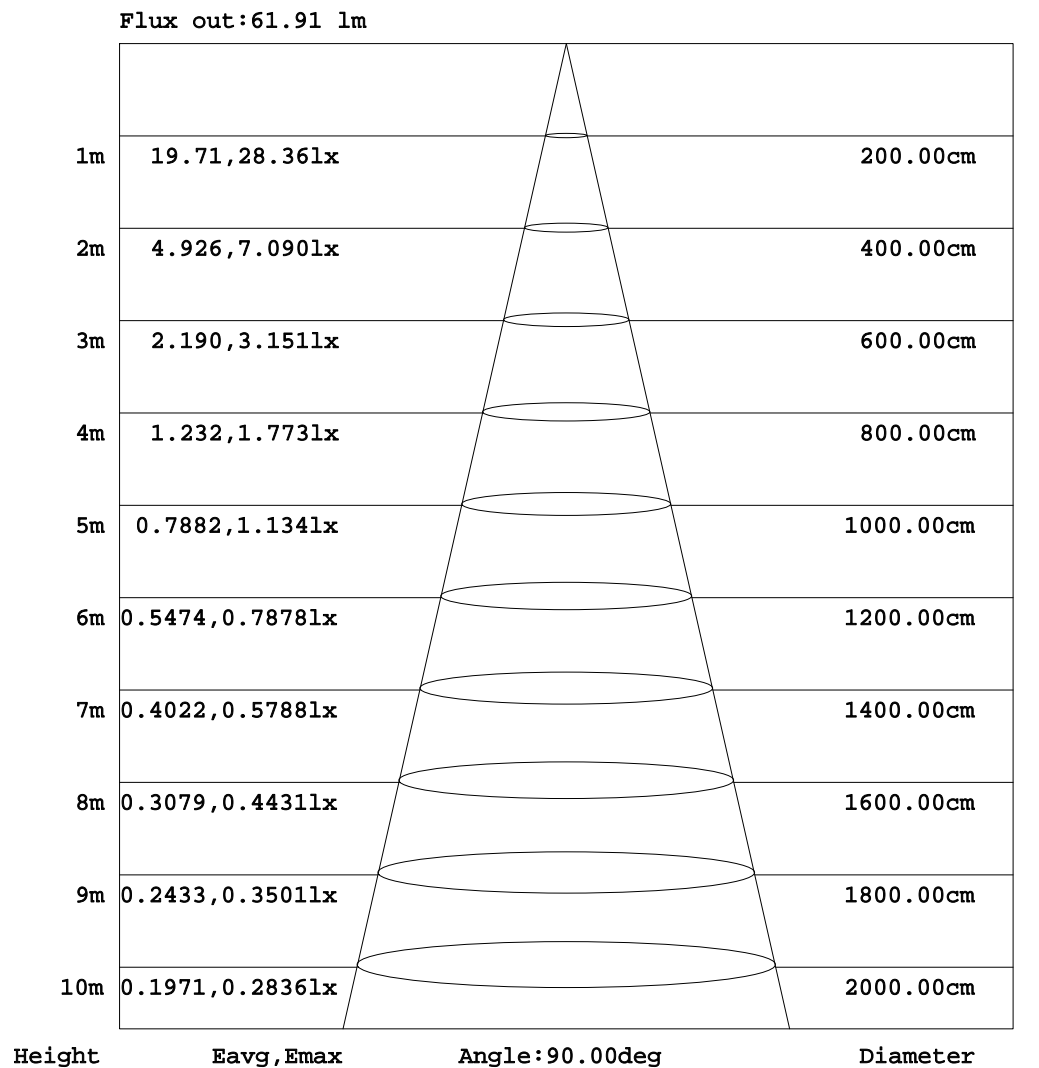 Flux out:61.91 lm
1m 19.71,28.36lx 200.00cm
2m 4.926,7.090lx 400.00cm
3m 2.190,3.151lx 600.00cm
4m 1.232,1.773lx 800.00cm
5m 0.7882,1.134lx 1000.00cm
6m 0.5474,0.7878lx 1200.00cm
7m 0.4022,0.5788lx 1400.00cm
8m 0.3079,0.4431lx 1600.00cm
9m 0.2433,0.3501lx 1800.00cm
10m 0.1971,0.2836lx 2000.00cm
Height Eavg,Emax Angle:90.00deg Diameter